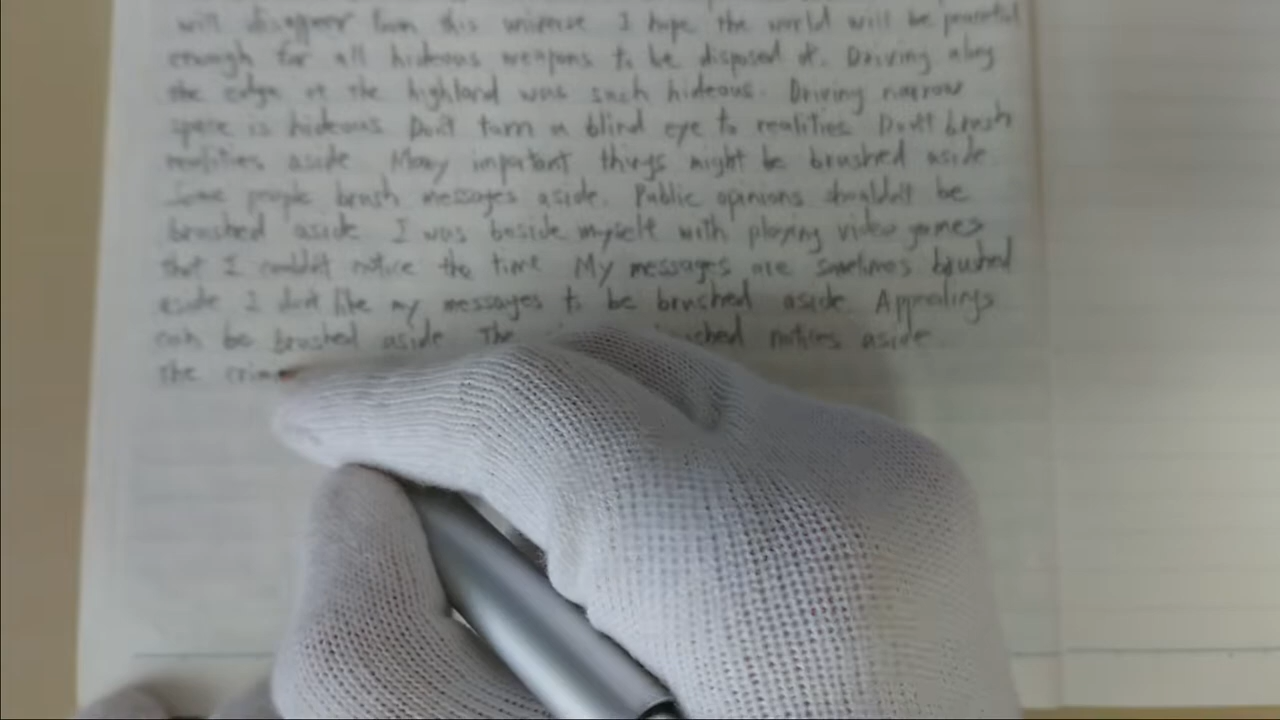 will disappear from this universe I hope the world will be peaceful
enough for all hideous weapons to be disposed of. Driving along
the edge of the highland was such hideous. Driving narrow
space is hideous Don't turn a blind eye to realities Don't brush
realities aside Many important things might be brushed aside
Some people brush messages aside. Public opinions shouldn't be
brushed aside I was beside myself with playing video games
that I couldn't notice the time My messages are sometimes brushed
aside I don't like my messages to be brushed aside. Appealings
can be brushed aside The notices aside
The